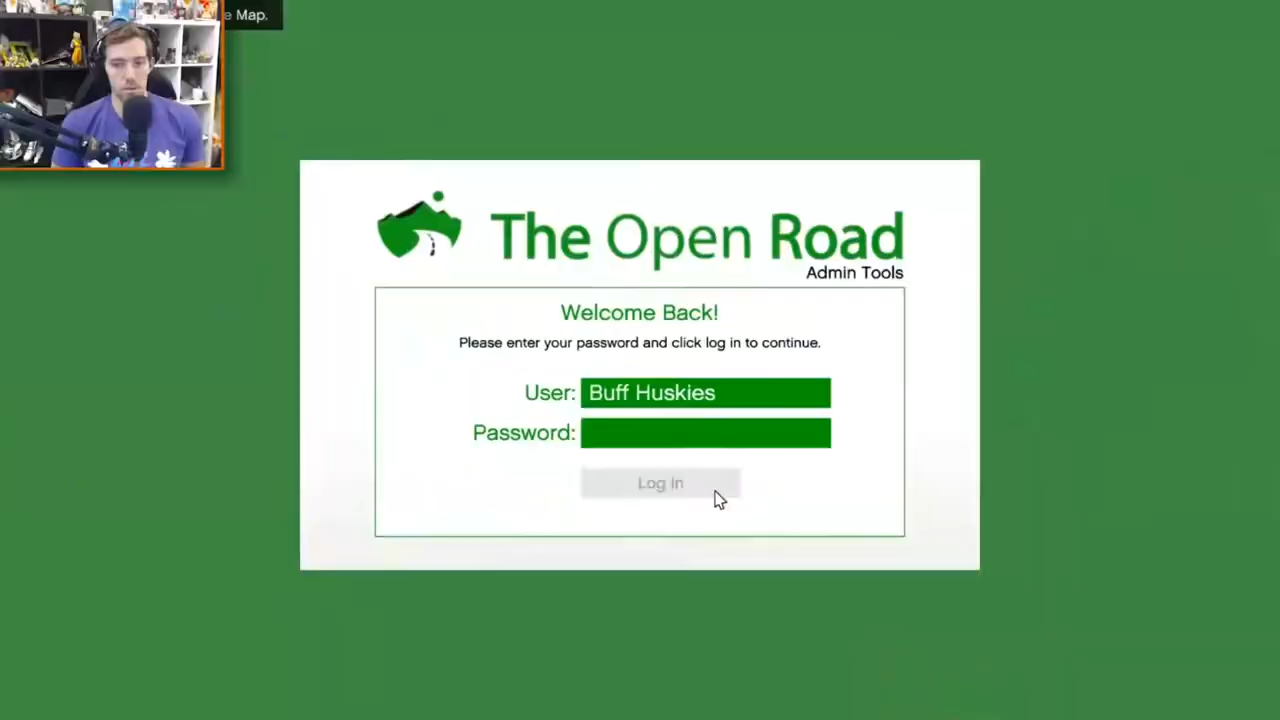 e Map.
The Open Road
Admin Tools
Welcome Back!
Please enter your password and click log in to continue.
User: Buff Huskies
Password:
Log In